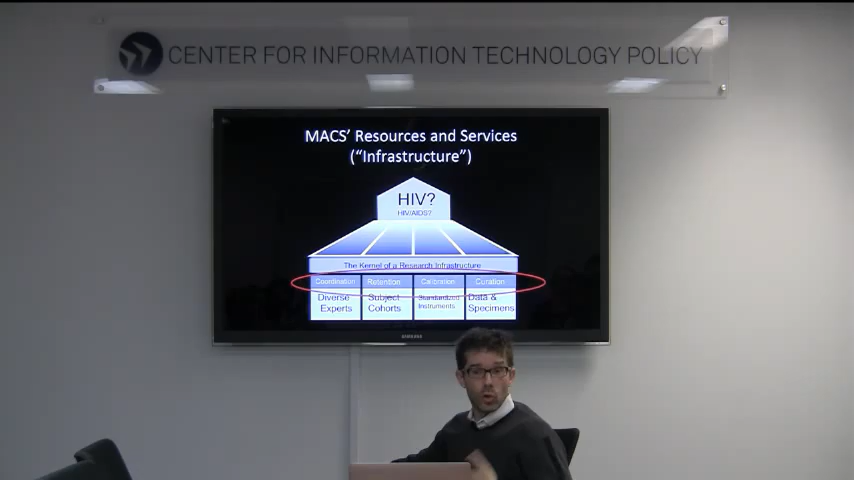 CENTER FOR INFORMATION TECHNOLOGY POLICY
MACS' Resources and Services
("Infrastructure")
HIV?
HIV/AIDS?
The Kernel of a Research Infrastructure
Coordination Retention Calibration Curation
Diverse Subject Standardized Data &
Experts Cohorts Instruments Specimens
SAMSUNG